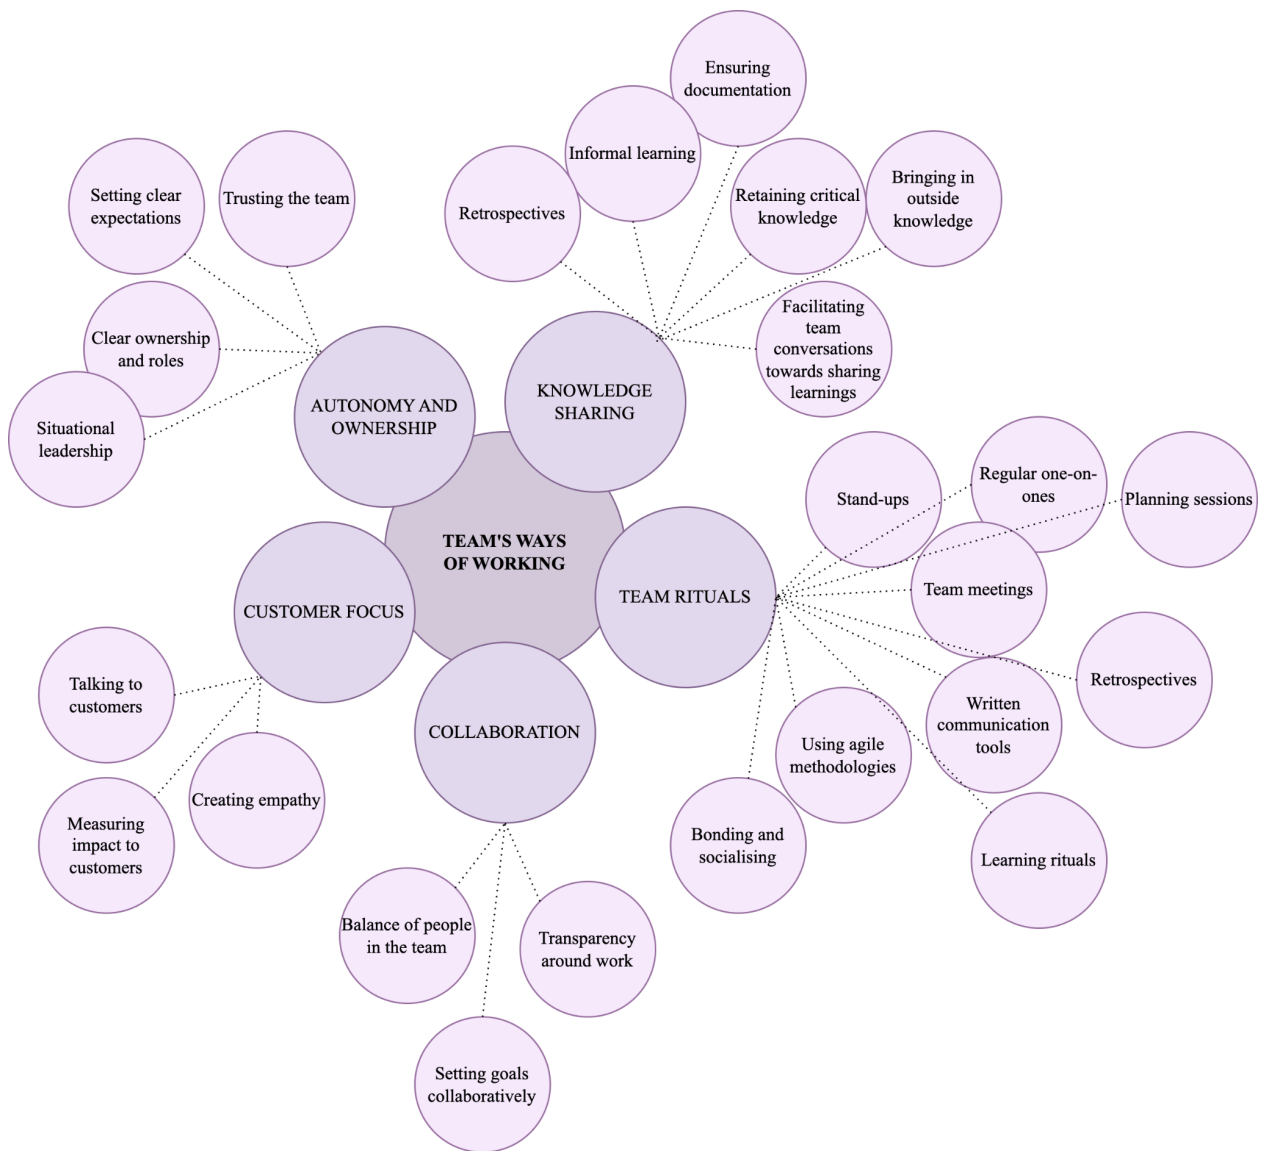 Ensuring
documentation
Informal learning
Retrospectives
Retaining critical
knowledge
Bringing in
outside
knowledge
Facilitating
team
conversations
towards sharing
learnings
KNOWLEDGE
SHARING
Setting clear
expectations
Trusting the team
Clear ownership
and roles
Situational
leadership
AUTONOMY AND
OWNERSHIP
TEAM'S WAYS
OF WORKING
TEAM RITUALS
Stand-ups
Regular one-on-
ones
Planning sessions
Team meetings
Retrospectives
Written
communication
tools
Using agile
methodologies
Learning rituals
Bonding and
socialising
CUSTOMER FOCUS
Talking to
customers
Creating empathy
Measuring
impact to
customers
COLLABORATION
Balance of people
in the team
Transparency
around work
Setting goals
collaboratively